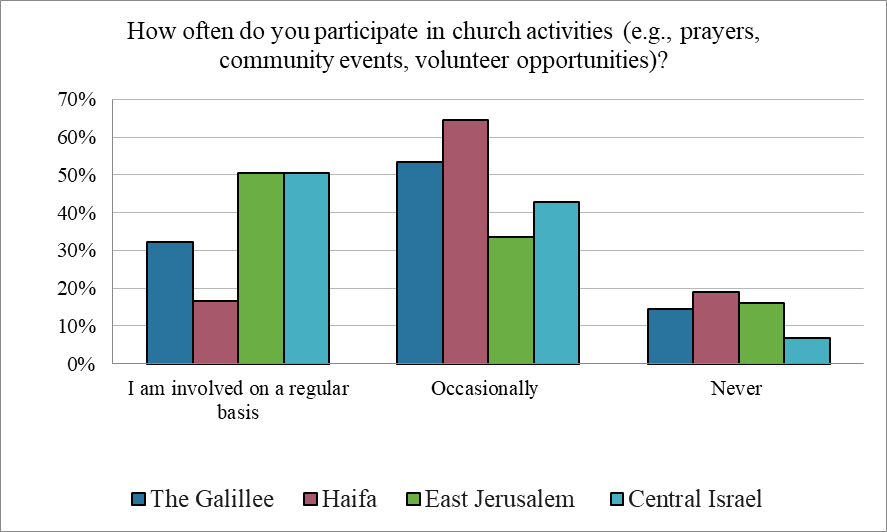 How often do you participate in church activities (e.g., prayers,
community events, volunteer opportunities)?
70%
60%
50%
40%
30%
20%
10%
0%
I am involved on a regular
basis
Occasionally
Never
The Galillee
Haifa
East Jerusalem
Central Israel